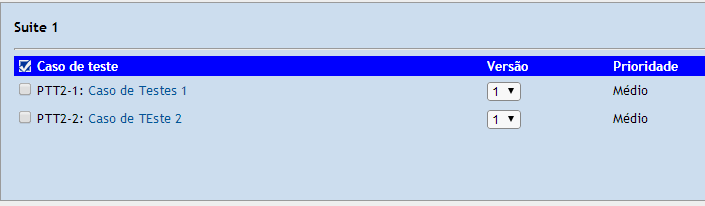 Suite 1
Caso de teste Versão Prioridade
PTT2-1: Caso de Testes 1 1 Médio
PTT2-2: Caso de TEste 2 1 Médio